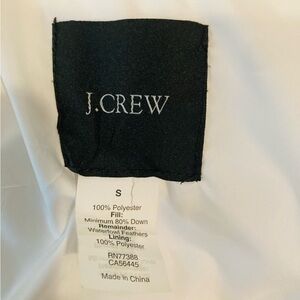 J.CREW
S
100% Polyester
Fill:
Minimum 80% Down
Remainder:
Waterfowl Feathers
Lining:
100% Polyester
RN77388
CA56445
Made in China